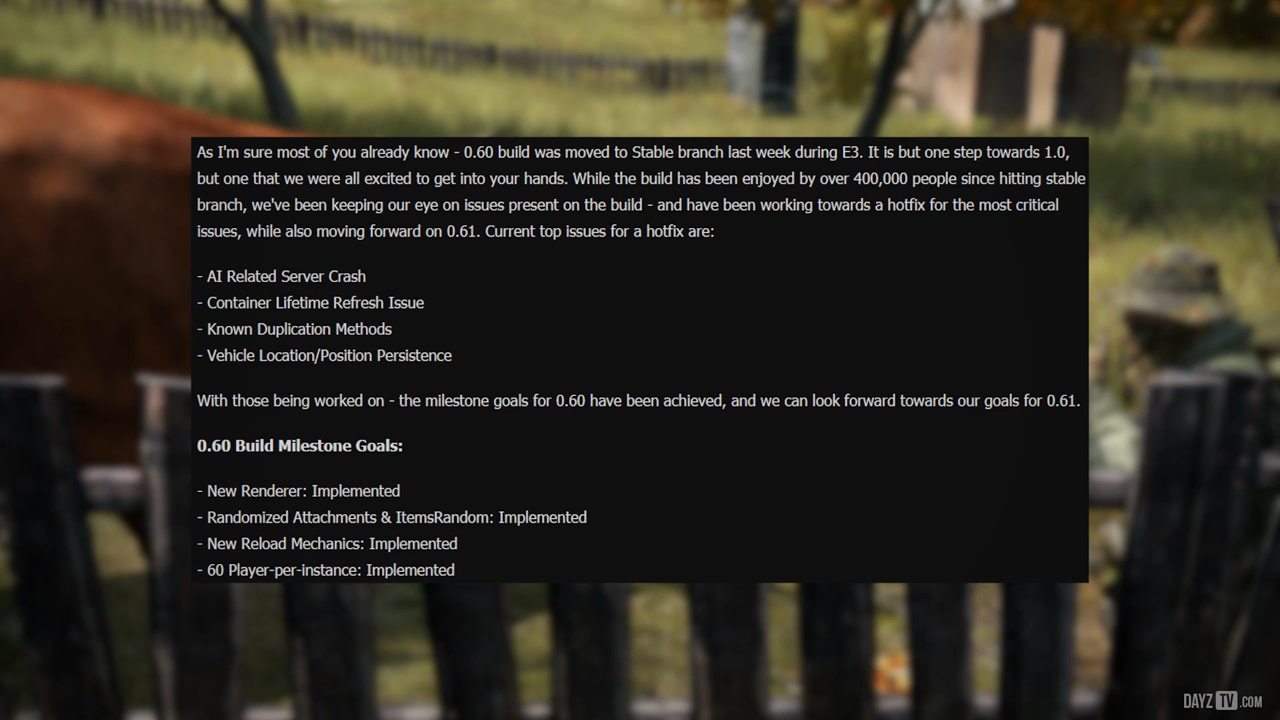 As I'm sure most of you already know - 0.60 build was moved to Stable branch last week during E3. It is but one step towards 1.0,
but one that we were all excited to get into your hands. While the build has been enjoyed by over 400,000 people since hitting stable
branch, we've been keeping our eye on issues present on the build - and have been working towards a hotfix for the most critical
issues, while also moving forward on 0.61. Current top issues for a hotfix are:
- AI Related Server Crash
- Container Lifetime Refresh Issue
- Known Duplication Methods
- Vehicle Location/Position Persistence
With those being worked on - the milestone goals for 0.60 have been achieved, and we can look forward towards our goals for 0.61.
0.60 Build Milestone Goals:
- New Renderer: Implemented
- Randomized Attachments & ItemsRandom: Implemented
- New Reload Mechanics: Implemented
- 60 Player-per-instance: Implemented
DAYZ TV .COM